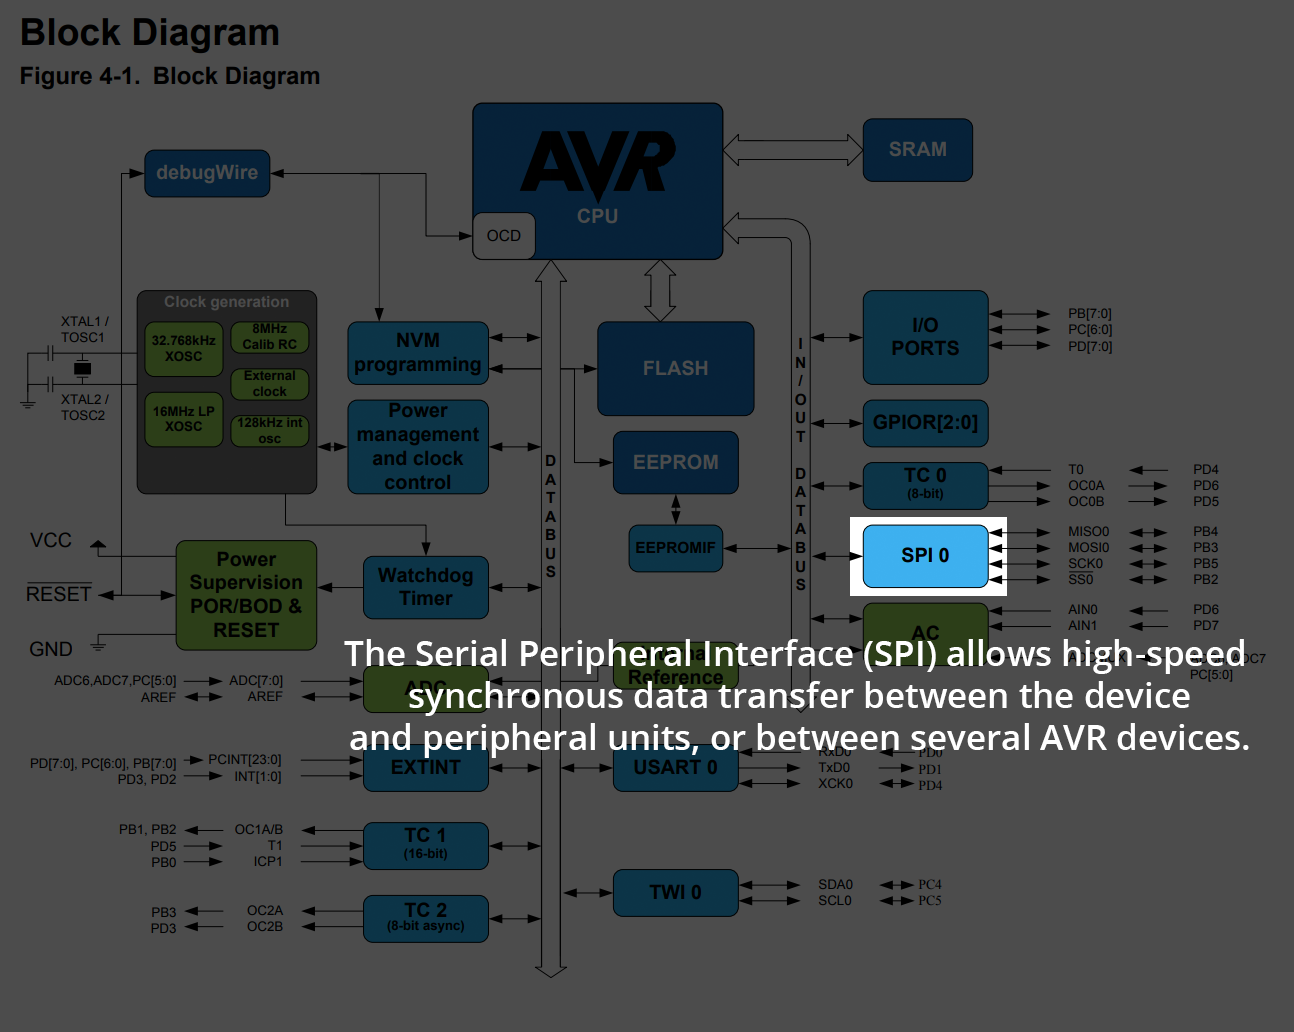 Block Diagram
Figure 4-1. Block Diagram
AVR
CPU
OCD
SRAM
debugWire
Clock generation
32.768kHz
XOSC
8MHz
Calib RC
External
clock
16MHz LP
XOSC
128kHz int
osc
XTAL1 /
TOSC1
XTAL2 /
TOSC2
NVM
programming
Power
management
and clock
control
FLASH
EEPROM
EEPROMIF
DATABUS
IN/OUT
DATABUS
I/O
PORTS
PB[7:0]
PC[6:0]
PD[7:0]
GPIOR[2:0]
TC 0
(8-bit)
T0 PD4
OC0A PD6
OC0B PD5
SPI 0
MISO0 PB4
MOSI0 PB3
SCK0 PB5
SS0 PB2
AC
AIN0 PD6
AIN1 PD7
PC[5:0]
VCC
RESET
GND
Power
Supervision
POR/BOD &
RESET
Watchdog
Timer
The Serial Peripheral Interface (SPI) allows high-speed
synchronous data transfer between the device
and peripheral units, or between several AVR devices.
Reference
ADC6,ADC7,PC[5:0] ADC[7:0]
AREF AREF
ADC
PD[7:0], PC[6:0], PB[7:0] PCINT[23:0]
PD3, PD2 INT[1:0]
EXTINT
USART 0
RxD0 PD0
TxD0 PD1
XCK0 PD4
PB1, PB2 OC1A/B
PD5 T1
PB0 ICP1
TC 1
(16-bit)
PB3 OC2A
PD3 OC2B
TC 2
(8-bit async)
TWI 0
SDA0 PC4
SCL0 PC5